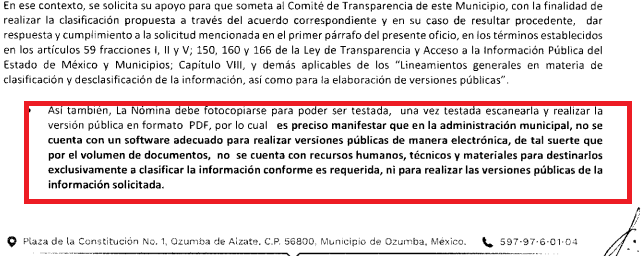 En ese contexto, se solicita su apoyo para que someta al Comité de Transparencia de este Municipio, con la finalidad
de realizar la clasificación propuesta a través del acuerdo correspondiente y en su caso de resultar procedente, dar
respuesta y cumplimiento a la solicitud mencionada en el primer párrafo del presente oficio, en los términos establecidos
en los artículos 59 fracciones I, II y V; 150, 160 y 166 de la Ley de Transparencia y Acceso a la Información Pública del
Estado de México y Municipios; Capítulo VIII, y demás aplicables de los "Lineamientos generales en materia de
clasificación y desclasificación de la información, así como para la elaboración de versiones públicas".
Así también, La Nómina debe fotocopiarse para poder ser testada, una vez testada escanearla y realizar la
versión pública en formato PDF, por lo cual es preciso manifestar que en la administración municipal, no se
cuenta con un software adecuado para realizar versiones públicas de manera electrónica, de tal suerte que
por el volumen de documentos, no se cuenta con recursos humanos, técnicos y materiales para destinarlos
exclusivamente a clasificar la información conforme es requerida, ni para realizar las versiones públicas de la
información solicitada.
Plaza de la Constitución No. 1, Ozumba de Alzate, C.P. 56800, Municipio de Ozumba, México. 597-97-6-01-04